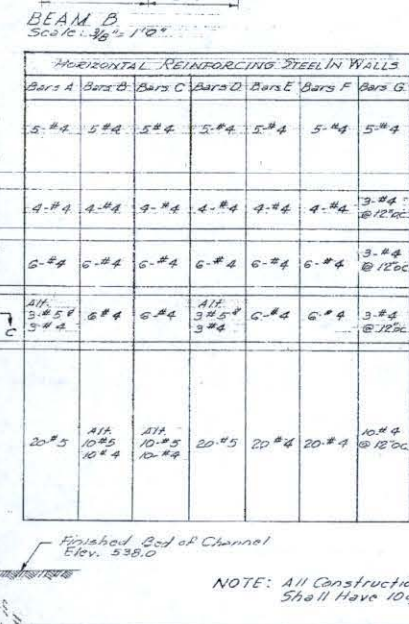 BEAM B
Scale: 3/8" = 1'0"
HORIZONTAL REINFORCING STEEL IN WALLS
Bars A Bars B Bars C Bars D Bars E Bars F Bars G
5-#4 5-#4 5-#4 5-#4 5-#4 5-#4 5-#4
4-#4 4-#4 4-#4 4-#4 4-#4 4-#4 3-#4 @ 12"oc
6-#4 6-#4 6-#4 6-#4 6-#4 6-#4 3-#4 @ 12"oc
Alt. 3-#5 & 3-#4 6#4 6-#4 Alt. 3#5 & 3#4 6-#4 6-#4 3-#4 @ 12"oc
C
20-#5 Alt. 10#5 10#4 Alt. 10-#5 10-#4 20-#5 20#4 20-#4 10-#4 @ 12"oc
Finished Bed of Channel
Elev. 538.0
NOTE: All Constructio
Shall Have